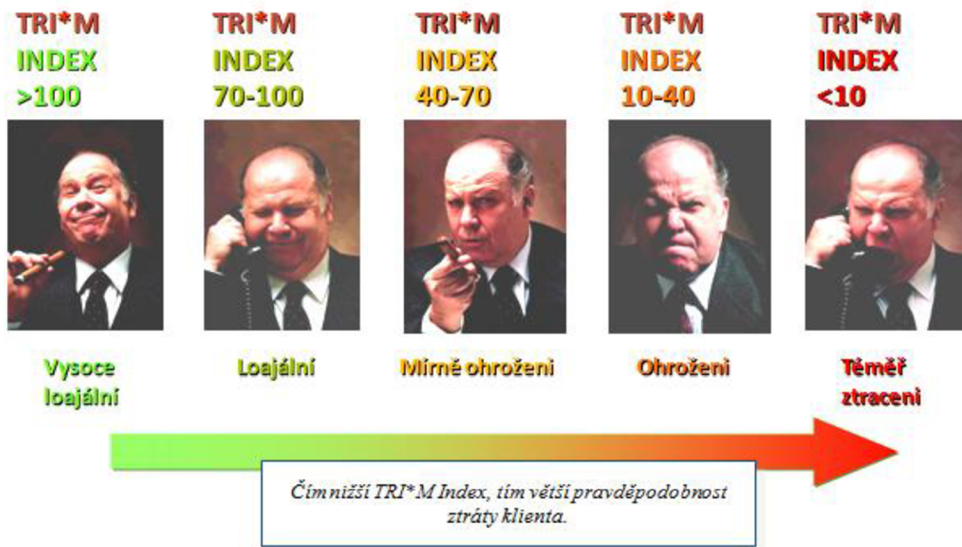 TRI*M
INDEX
>100
TRI*M
INDEX
70-100
TRI*M
INDEX
40-70
TRI*M
INDEX
10-40
TRI*M
INDEX
<10
Vysoce
loajální
Loajální
Mírně ohroženi
Ohroženi
Téměř
ztraceni
Čím nižší TRI*M Index, tím větší pravděpodobnost
ztráty klienta.